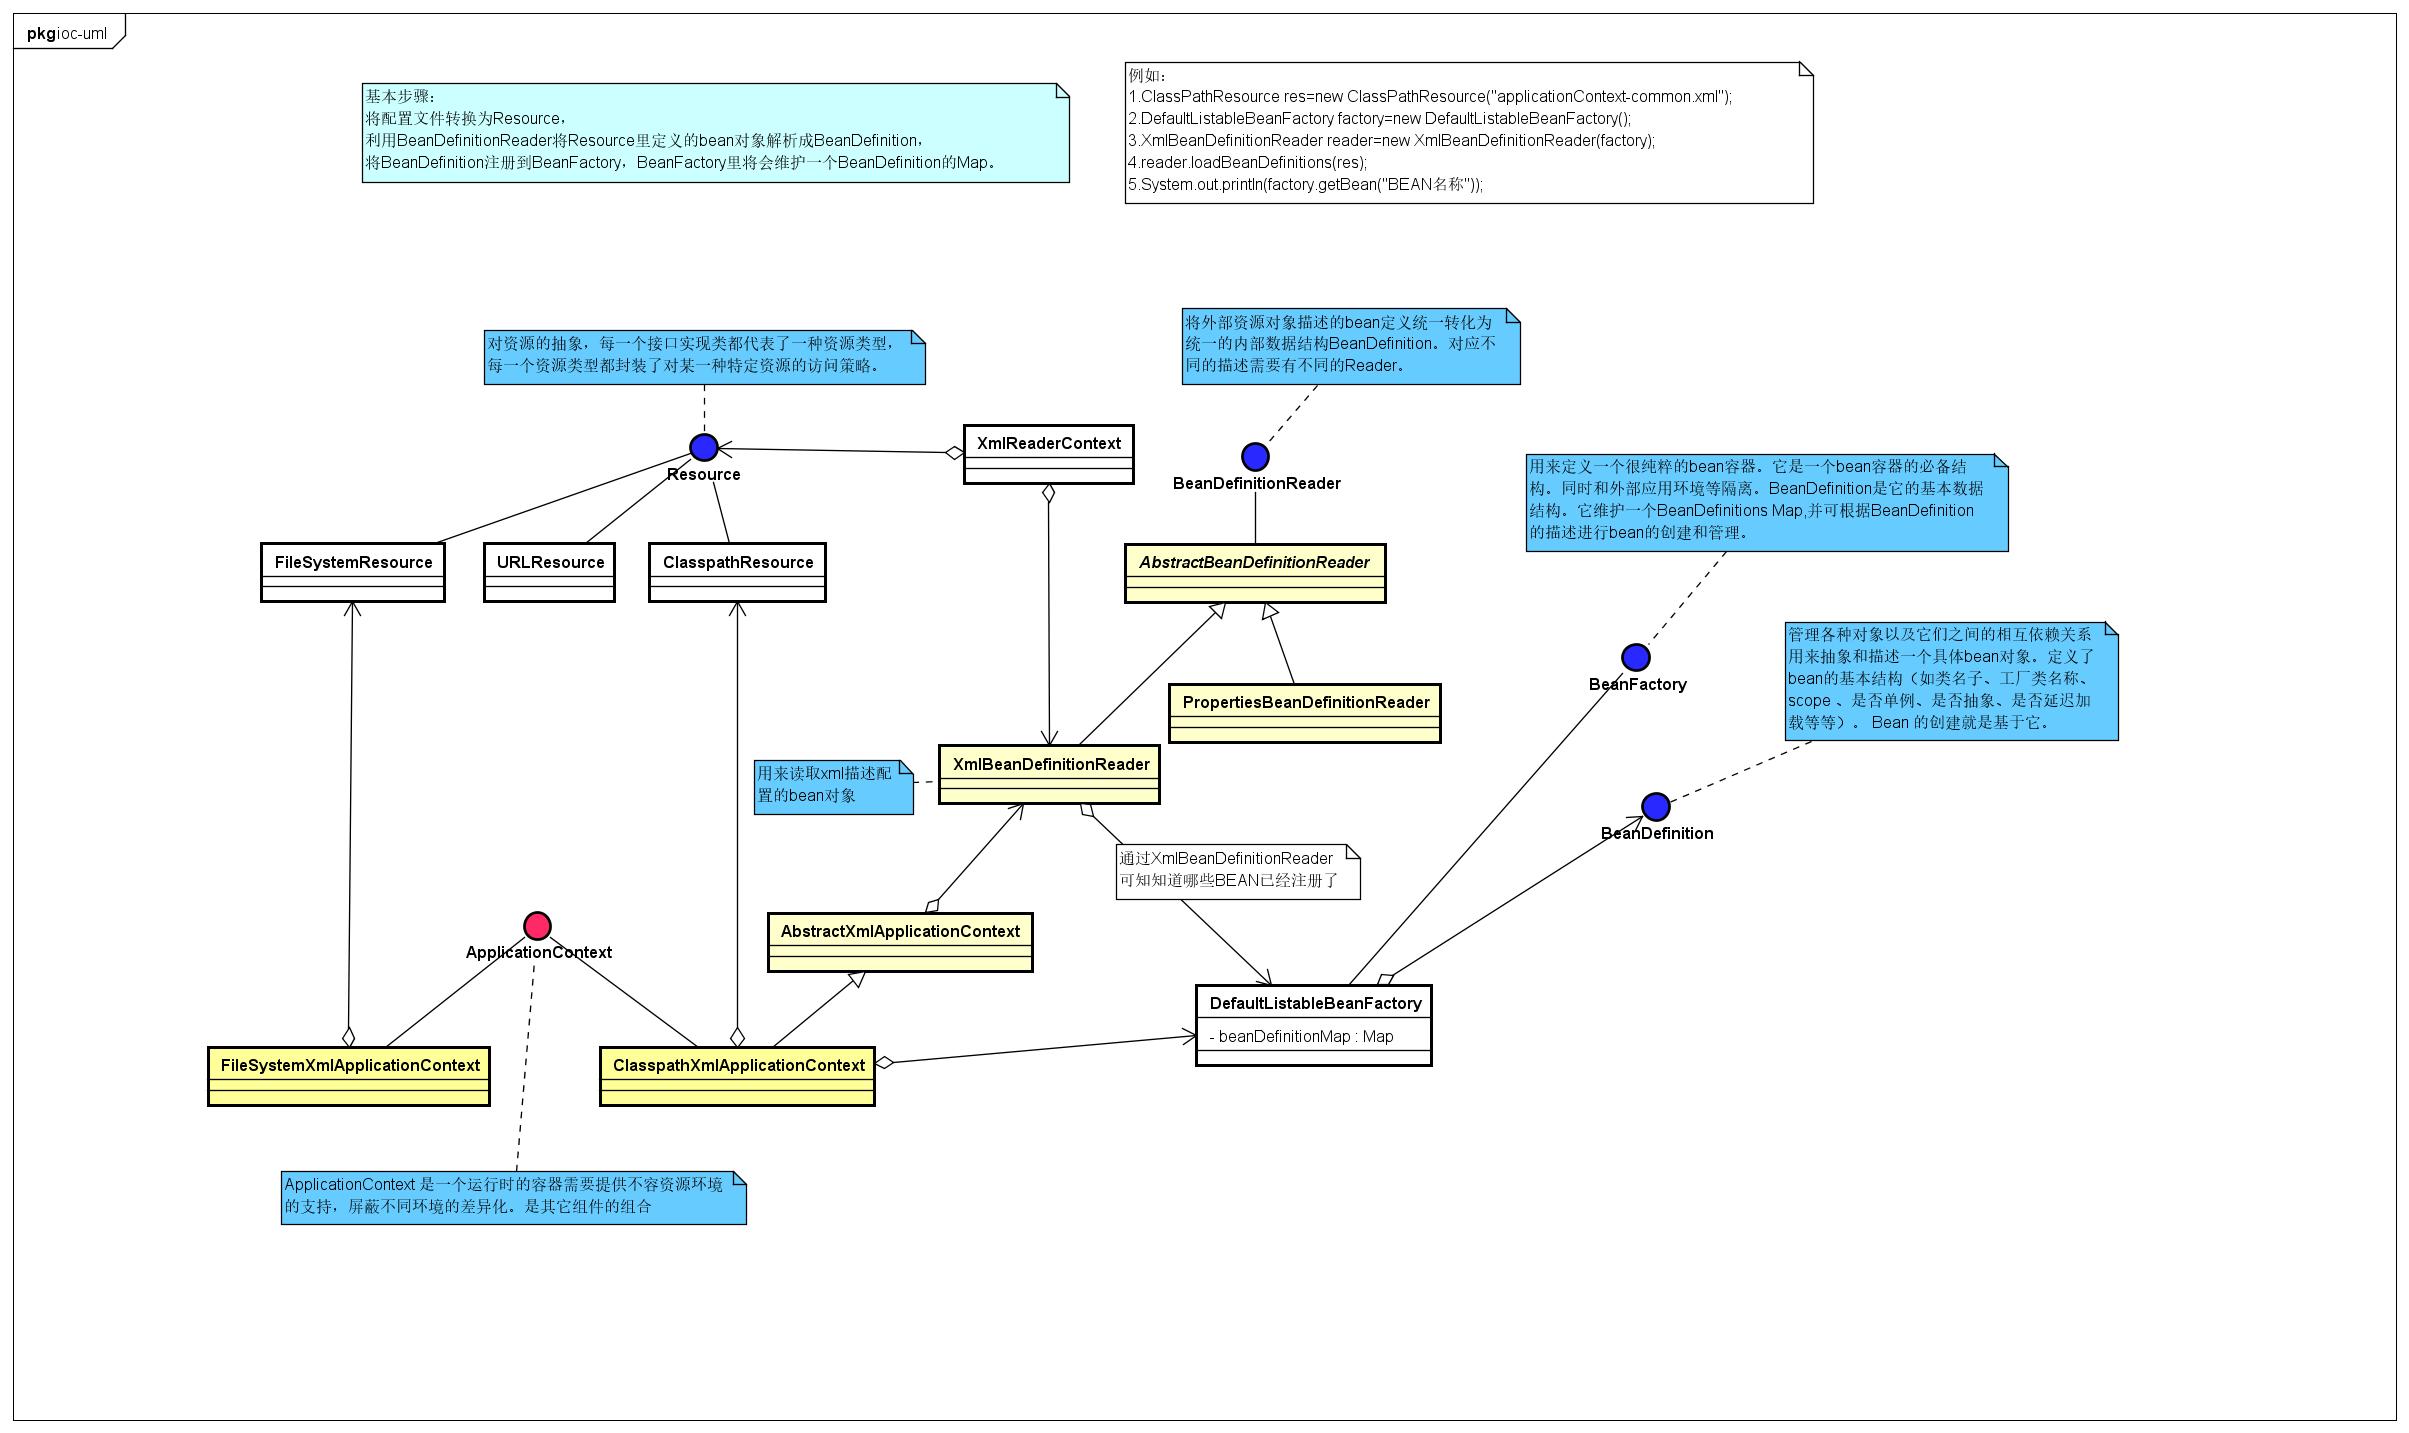 pkg ioc-uml
基本步骤：
将配置文件转换为Resource，
利用BeanDefinitionReader将Resource里定义的bean对象解析成BeanDefinition，
将BeanDefinition注册到BeanFactory，BeanFactory里将会维护一个BeanDefinition的Map。
例如：
1.ClassPathResource res=new ClassPathResource("applicationContext-common.xml");
2.DefaultListableBeanFactory factory=new DefaultListableBeanFactory();
3.XmlBeanDefinitionReader reader=new XmlBeanDefinitionReader(factory);
4.reader.loadBeanDefinitions(res);
5.System.out.println(factory.getBean("BEAN名称"));
对资源的抽象，每一个接口实现类都代表了一种资源类型，
每一个资源类型都封装了对某一种特定资源的访问策略。
将外部资源对象描述的bean定义统一转化为
统一的内部数据结构BeanDefinition。对应不
同的描述需要有不同的Reader。
Resource
XmlReaderContext
BeanDefinitionReader
用来定义一个很纯粹的bean容器。它是一个bean容器的必备结
构。同时和外部应用环境等隔离。BeanDefinition是它的基本数据
结构。它维护一个BeanDefinitions Map,并可根据BeanDefinition
的描述进行bean的创建和管理。
FileSystemResource
URLResource
ClasspathResource
AbstractBeanDefinitionReader
管理各种对象以及它们之间的相互依赖关系
用来抽象和描述一个具体bean对象。定义了
bean的基本结构（如类名子、工厂类名称、
scope 、是否单例、是否抽象、是否延迟加
载等等）。 Bean 的创建就是基于它。
BeanFactory
PropertiesBeanDefinitionReader
用来读取xml描述配
置的bean对象
XmlBeanDefinitionReader
BeanDefinition
通过XmlBeanDefinitionReader
可知知道哪些BEAN已经注册了
ApplicationContext
AbstractXmlApplicationContext
DefaultListableBeanFactory
- beanDefinitionMap : Map
FileSystemXmlApplicationContext
ClasspathXmlApplicationContext
ApplicationContext 是一个运行时的容器需要提供不容资源环境
的支持，屏蔽不同环境的差异化。是其它组件的组合